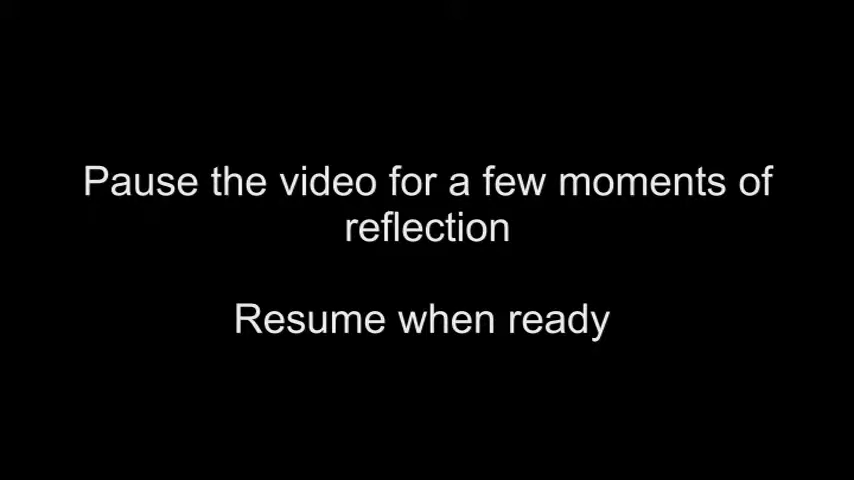 Pause the video for a few moments of
reflection
Resume when ready